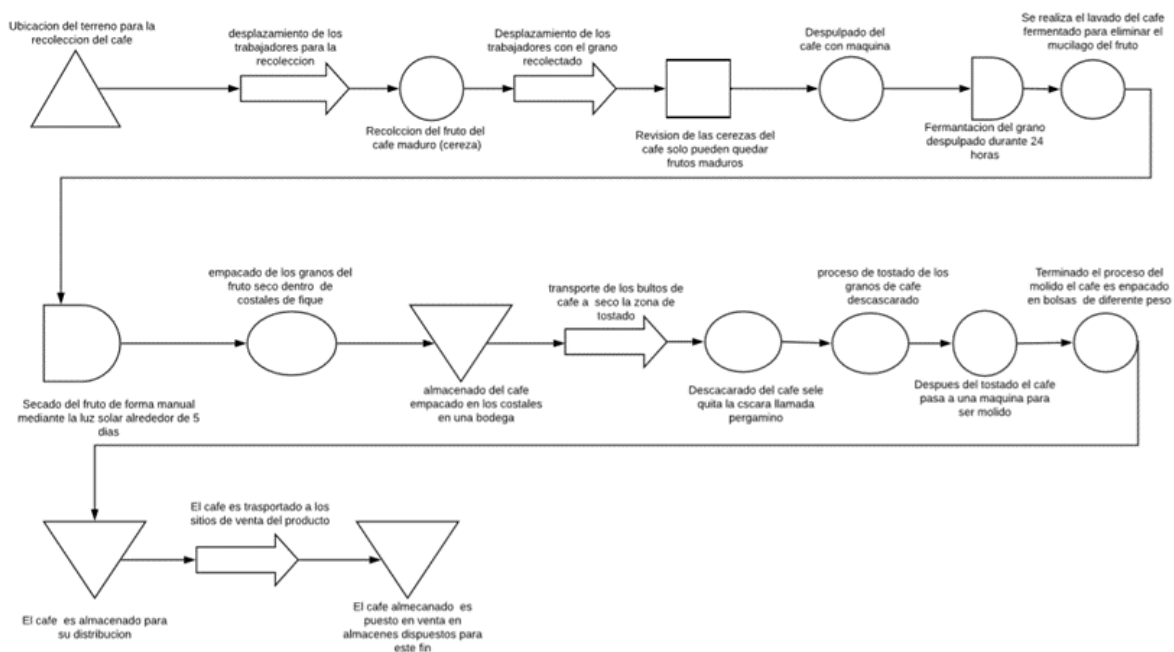 Ubicacion del terreno para la
recoleccion del cafe
desplazamiento de los
trabajadores para la
recoleccion
Recolccion del fruto del
cafe maduro (cereza)
Desplazamiento de los
trabajadores con el grano
recolectado
Revision de las cerezas del
cafe solo pueden quedar
frutos maduros
Despulpado del
cafe con maquina
Fermantacion del grano
despulpado durante 24
horas
Se realiza el lavado del cafe
fermentado para eliminar el
mucilago del fruto
Secado del fruto de forma manual
mediante la luz solar alrededor de 5
dias
empacado de los granos del
fruto seco dentro de
costales de fique
almacenado del cafe
empacado en los costales
en una bodega
transporte de los bultos de
cafe a seco la zona de
tostado
Descacarado del cafe sele
quita la cscara llamada
pergamino
proceso de tostado de los
granos de cafe
descascarado
Despues del tostado el cafe
pasa a una maquina para
ser molido
Terminado el proceso del
molido el cafe es enpacado
en bolsas de diferente peso
El cafe es almacenado para
su distribucion
El cafe es trasportado a los
sitios de venta del producto
El cafe almecanado es
puesto en venta en
almacenes dispuestos para
este fin